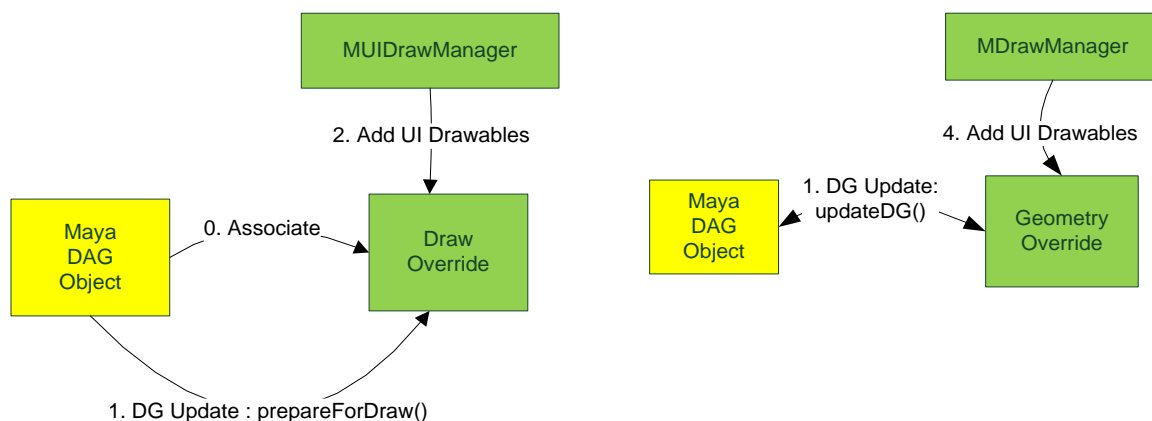 MUIDrawManager
2. Add UI Drawables
Maya
DAG
Object
0. Associate
Draw
Override
1. DG Update : prepareForDraw()
MDrawManager
4. Add UI Drawables
Maya
DAG
Object
1. DG Update:
updateDG()
Geometry
Override